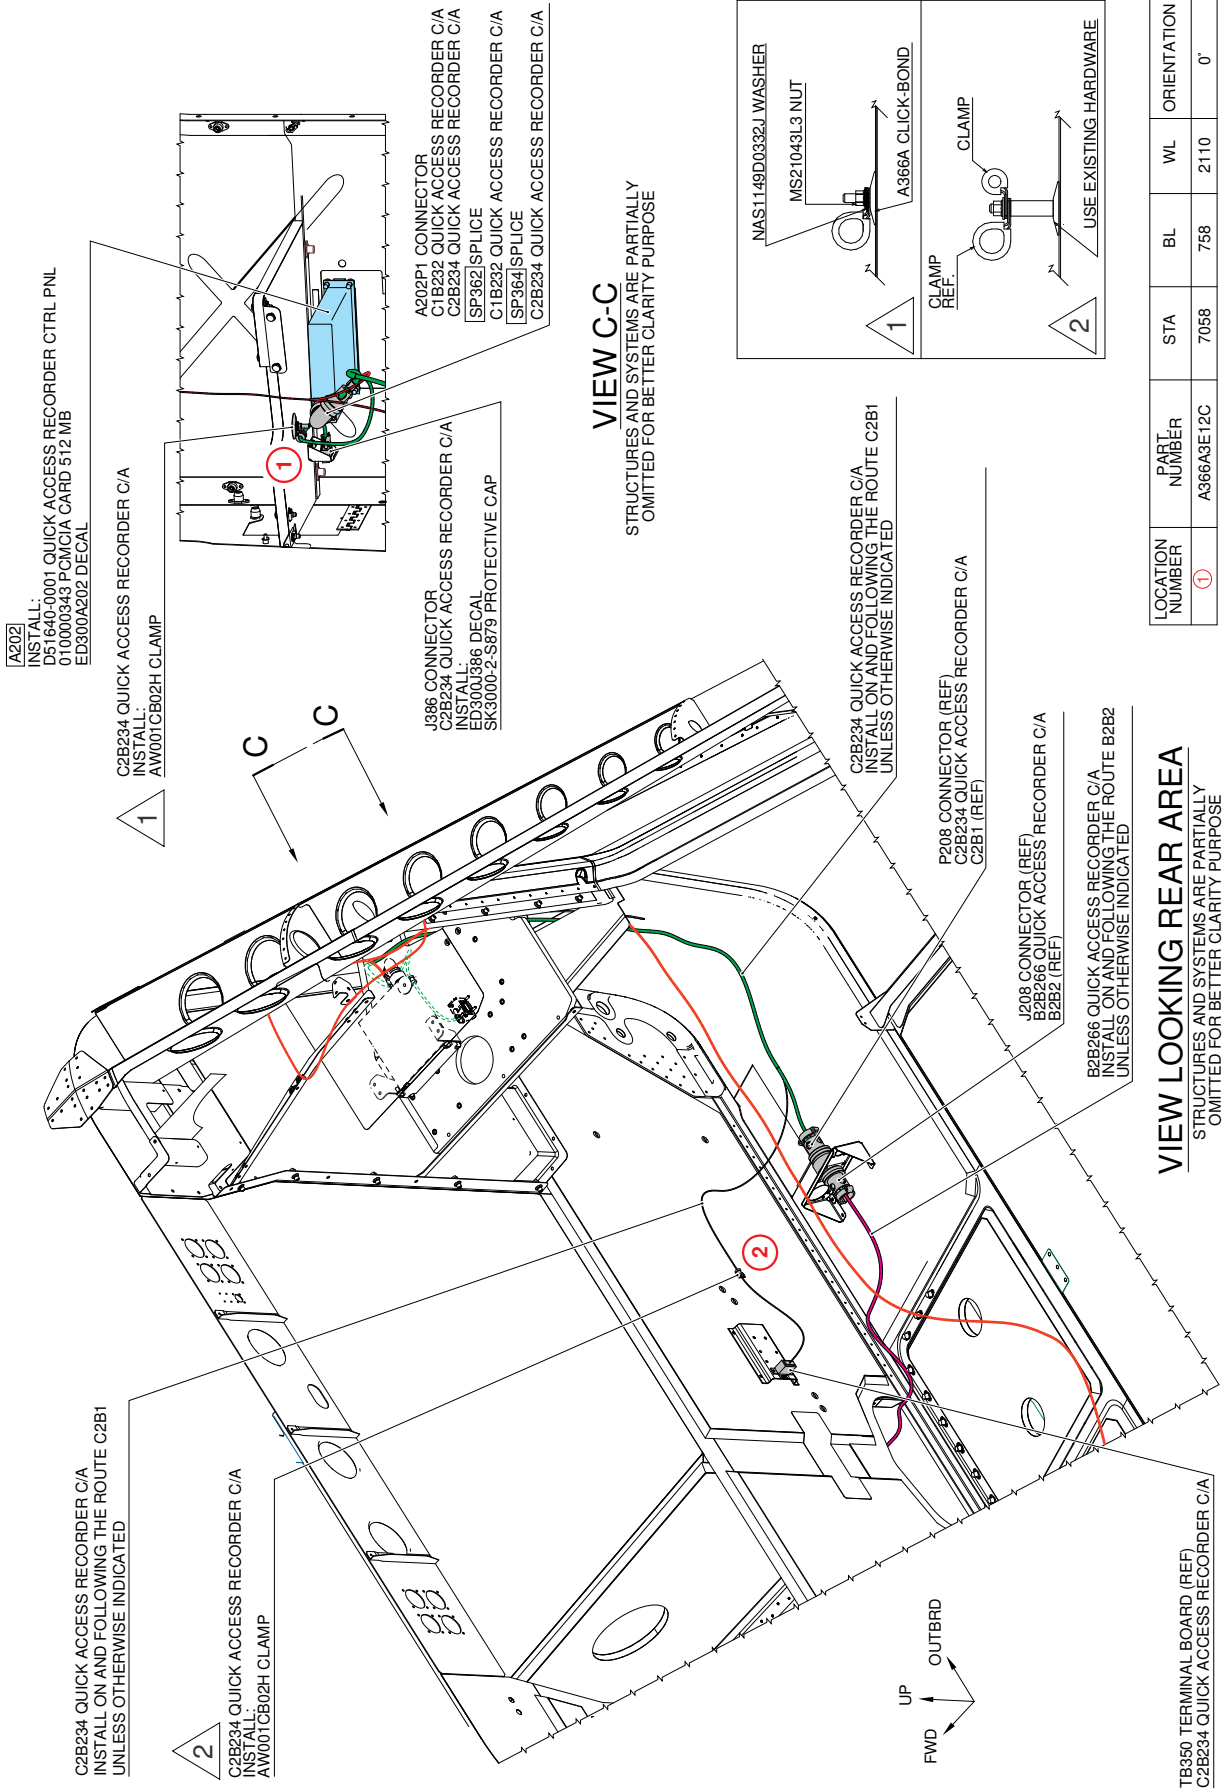 A202
INSTALL:
D51640-0001 QUICK ACCESS RECORDER CTRL PNL
010000343 PCMCIA CARD 512 MB
ED300A202 DECAL
1
C2B234 QUICK ACCESS RECORDER C/A
INSTALL:
AW001CB02H CLAMP
1
J386 CONNECTOR
C2B234 QUICK ACCESS RECORDER C/A
INSTALL:
ED300J386 DECAL
SK3000-2-S879 PROTECTIVE CAP
A202P1 CONNECTOR
C1B232 QUICK ACCESS RECORDER C/A
C2B234 QUICK ACCESS RECORDER C/A
SP362 SPLICE
C1B232 QUICK ACCESS RECORDER C/A
SP364 SPLICE
C2B234 QUICK ACCESS RECORDER C/A
VIEW C-C
STRUCTURES AND SYSTEMS ARE PARTIALLY
OMITTED FOR BETTER CLARITY PURPOSE
NAS1149D0332J WASHER
MS21043L3 NUT
A366A CLICK-BOND
1
CLAMP
REF.
CLAMP
USE EXISTING HARDWARE
2
LOCATION NUMBER PART NUMBER STA BL WL ORIENTATION
1 A366A3E12C 7058 758 2110 0°
C
C
C2B234 QUICK ACCESS RECORDER C/A
INSTALL ON AND FOLLOWING THE ROUTE C2B1
UNLESS OTHERWISE INDICATED
2
C2B234 QUICK ACCESS RECORDER C/A
INSTALL:
AW001CB02H CLAMP
2
C2B234 QUICK ACCESS RECORDER C/A
INSTALL ON AND FOLLOWING THE ROUTE C2B1
UNLESS OTHERWISE INDICATED
P208 CONNECTOR (REF)
C2B234 QUICK ACCESS RECORDER C/A
C2B1 (REF)
J208 CONNECTOR (REF)
B2B266 QUICK ACCESS RECORDER C/A
B2B2 (REF)
B2B266 QUICK ACCESS RECORDER C/A
INSTALL ON AND FOLLOWING THE ROUTE B2B2
UNLESS OTHERWISE INDICATED
FWD
UP
OUTBRD
TB350 TERMINAL BOARD (REF)
C2B234 QUICK ACCESS RECORDER C/A
VIEW LOOKING REAR AREA
STRUCTURES AND SYSTEMS ARE PARTIALLY
OMITTED FOR BETTER CLARITY PURPOSE